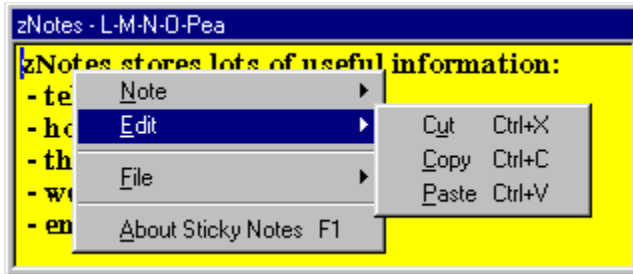 zNotes - L-M-N-O-Pea
zNotes stores lots of useful information:
- te
- ho
- th
- we
- en
Note
Edit
File
About Sticky Notes F1
Cut Ctrl+X
Copy Ctrl+C
Paste Ctrl+V